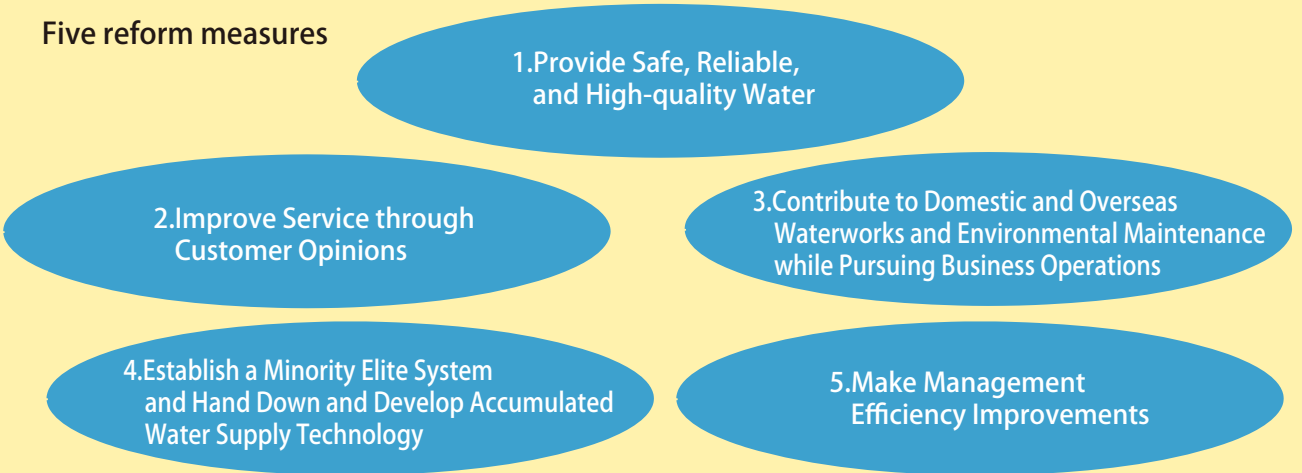 Five reform measures
1.Provide Safe, Reliable,
and High-quality Water
2.Improve Service through
Customer Opinions
3.Contribute to Domestic and Overseas
Waterworks and Environmental Maintenance
while Pursuing Business Operations
4.Establish a Minority Elite System
and Hand Down and Develop Accumulated
Water Supply Technology
5.Make Management
Efficiency Improvements